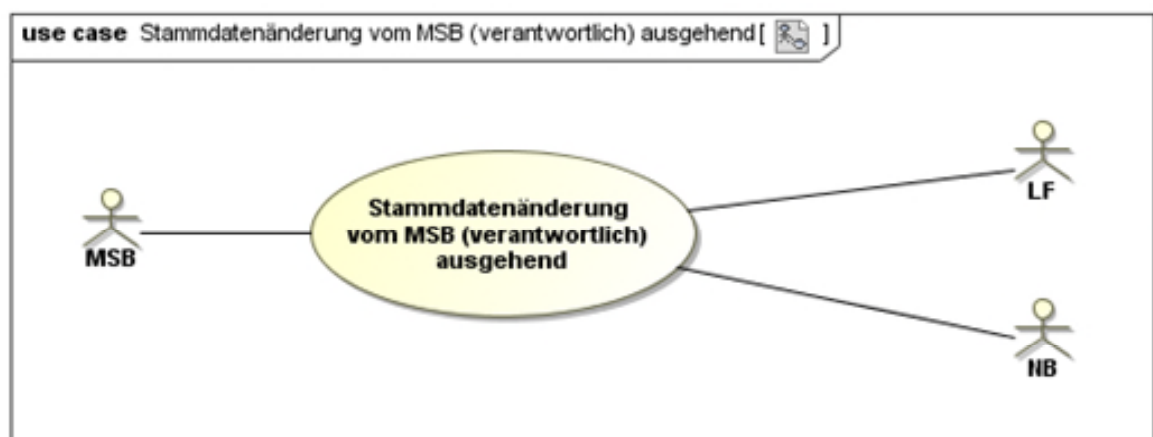 use case Stammdatenänderung vom MSB (verantwortlich) ausgehend [ ]
LF
Stammdatenänderung
vom MSB (verantwortlich)
ausgehend
MSB
NB